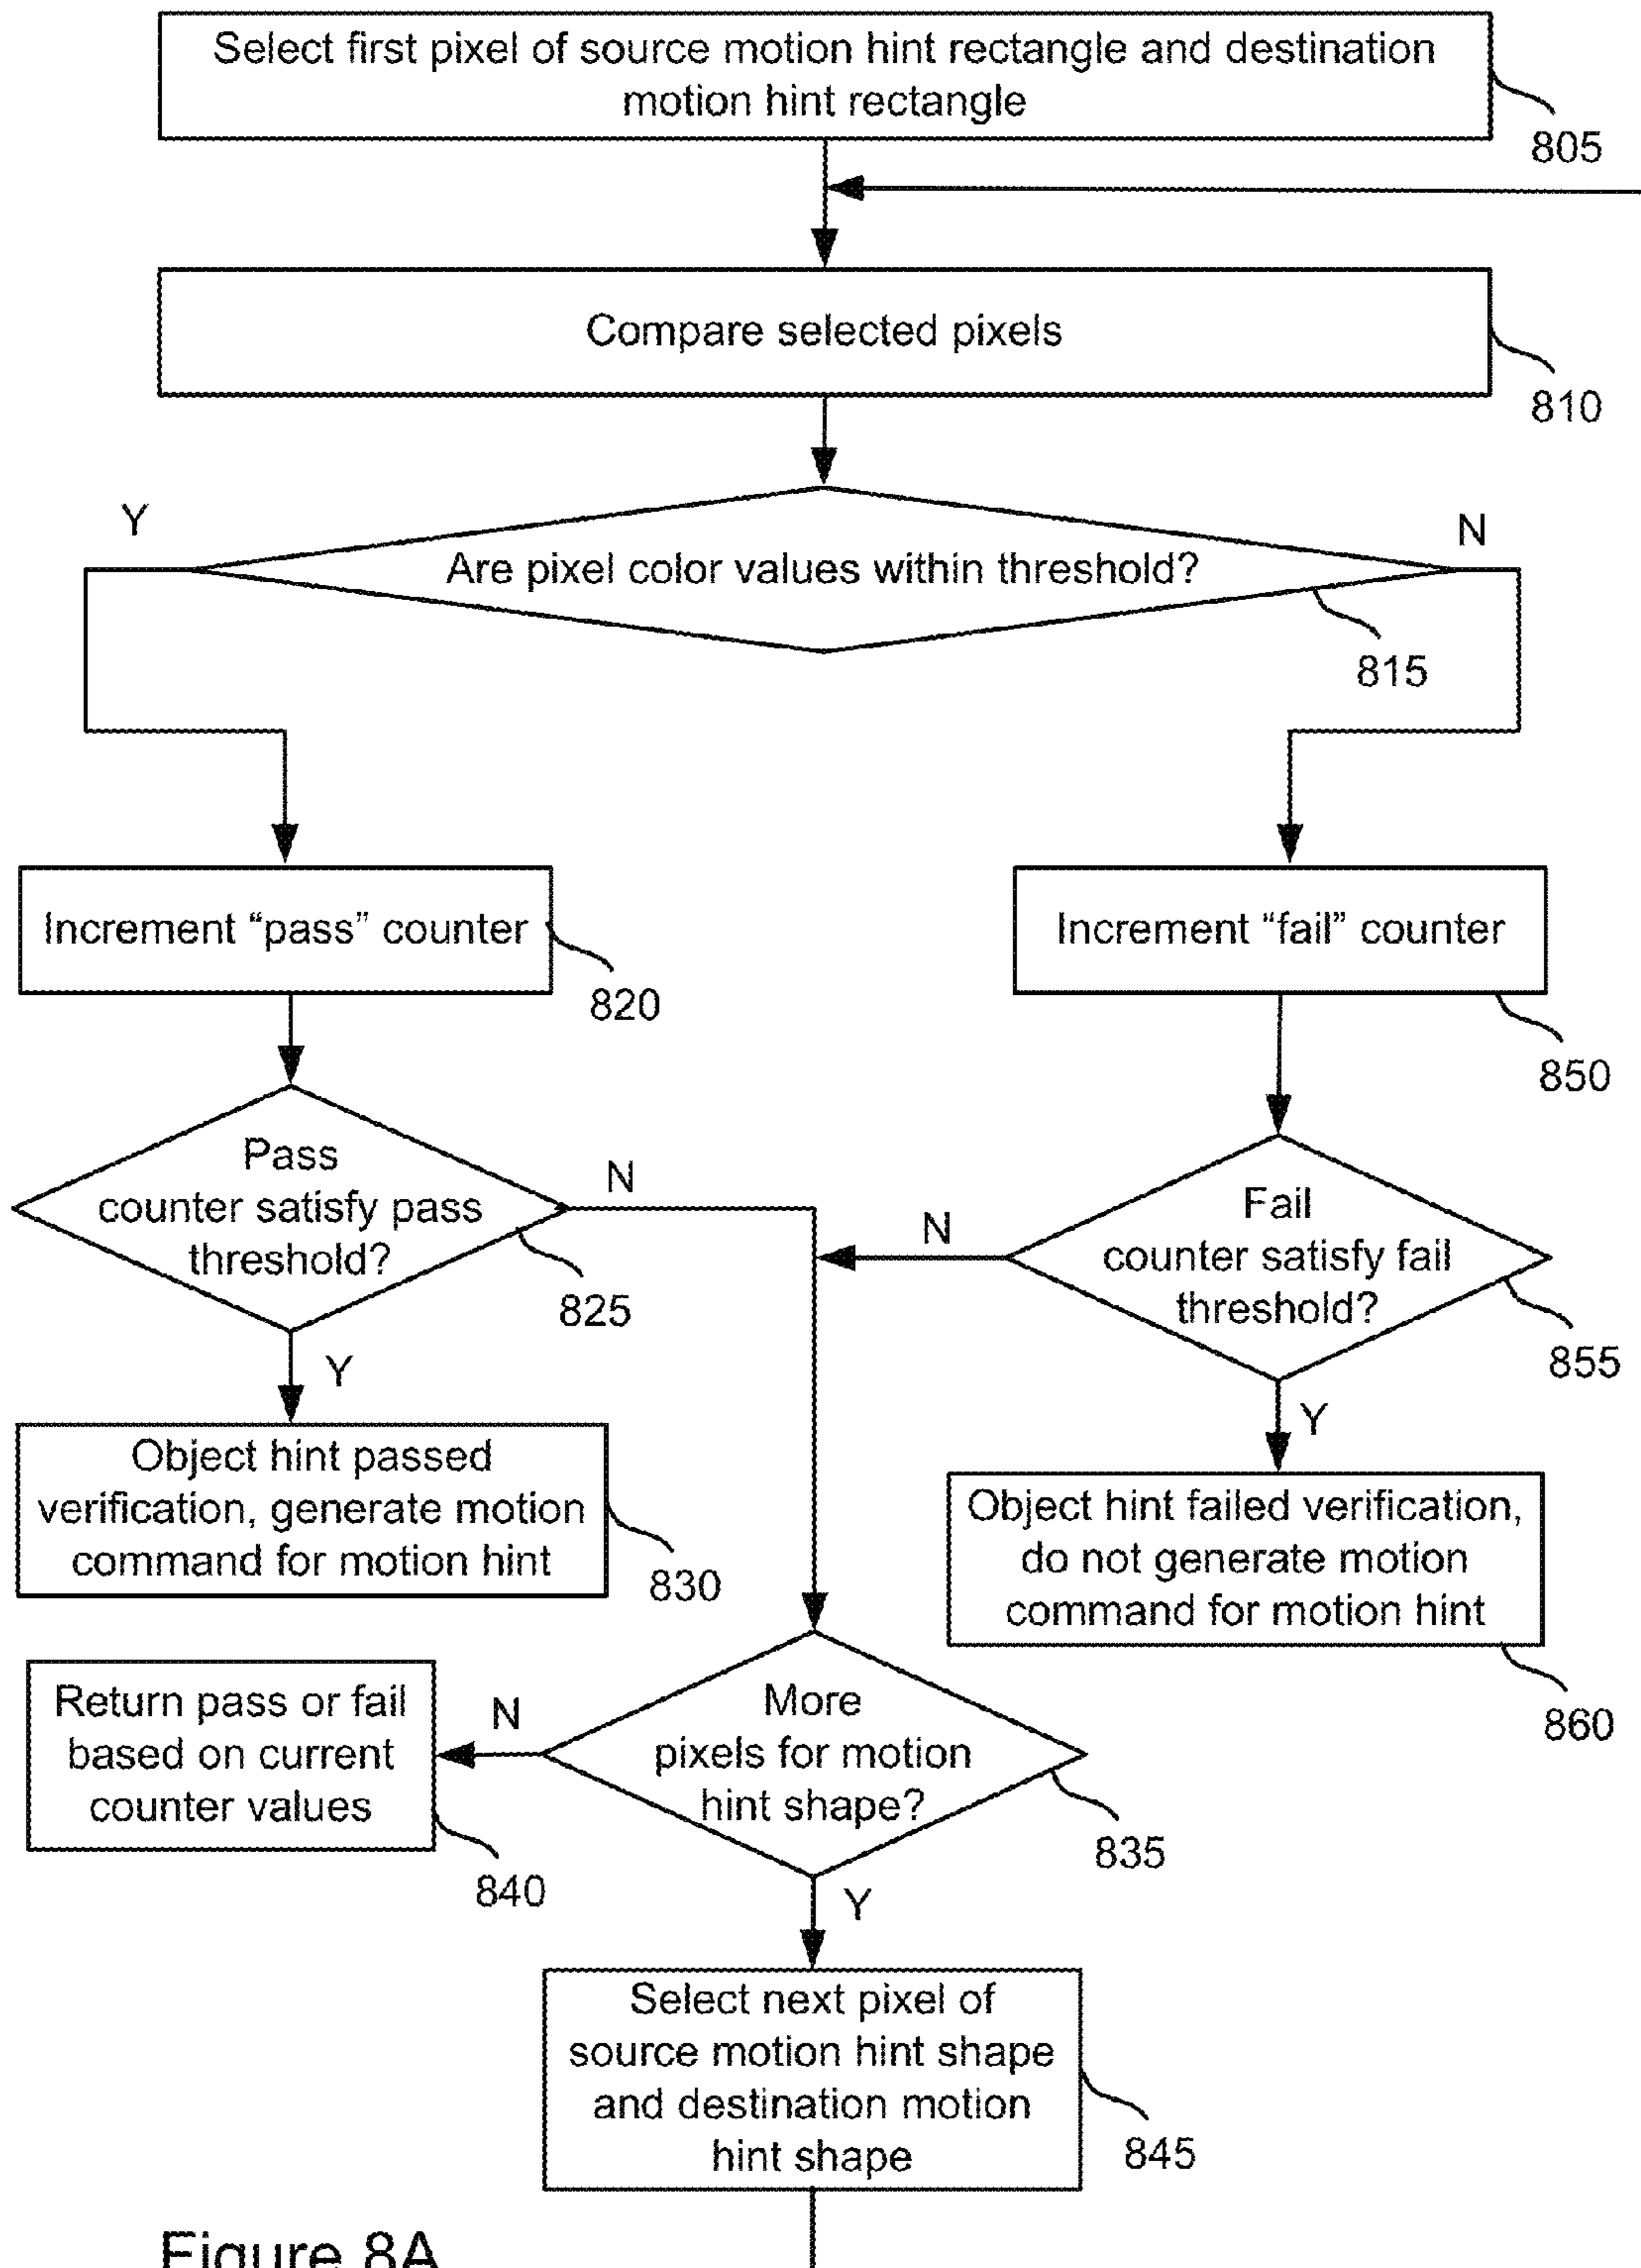 Select first pixel of source motion hint rectangle and destination
motion hint rectangle
805
Compare selected pixels
810
Y
N
Are pixel color values within threshold?
815
Increment “pass” counter
820
Increment “fail” counter
850
Pass
counter satisfy pass
threshold?
N
825
Y
Fail
counter satisfy fail
threshold?
N
855
Y
Object hint passed
verification, generate motion
command for motion hint
830
Object hint failed verification,
do not generate motion
command for motion hint
860
Return pass or fail
based on current
counter values
840
N
More
pixels for motion
hint shape?
835
Y
Select next pixel of
source motion hint shape
and destination motion
hint shape
845
Figure 8A